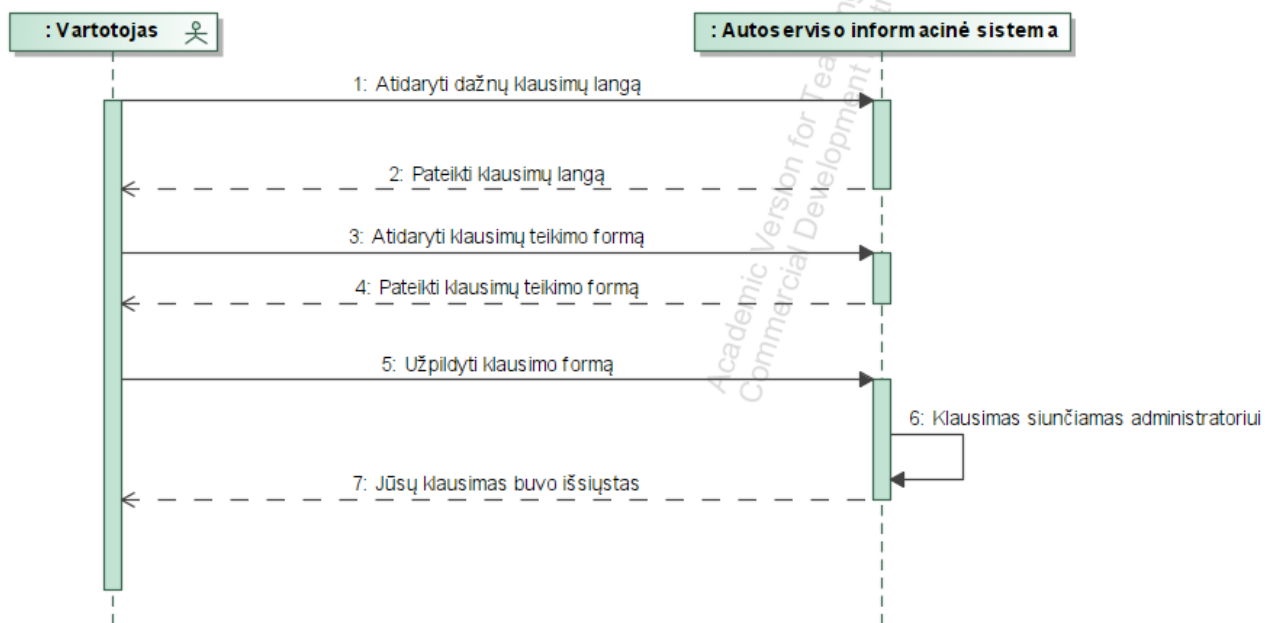 : Vartotojas
: Autoserviso informacinė sistema
1: Atidaryti dažnų klausimų langą
2: Pateikti klausimų langą
3: Atidaryti klausimų teikimo formą
4: Pateikti klausimų teikimo formą
5: Užpildyti klausimo formą
6: Klausimas siunčiamas administratoriui
7: Jūsų klausimas buvo išsiųstas
Academic Version for
Commercial Development